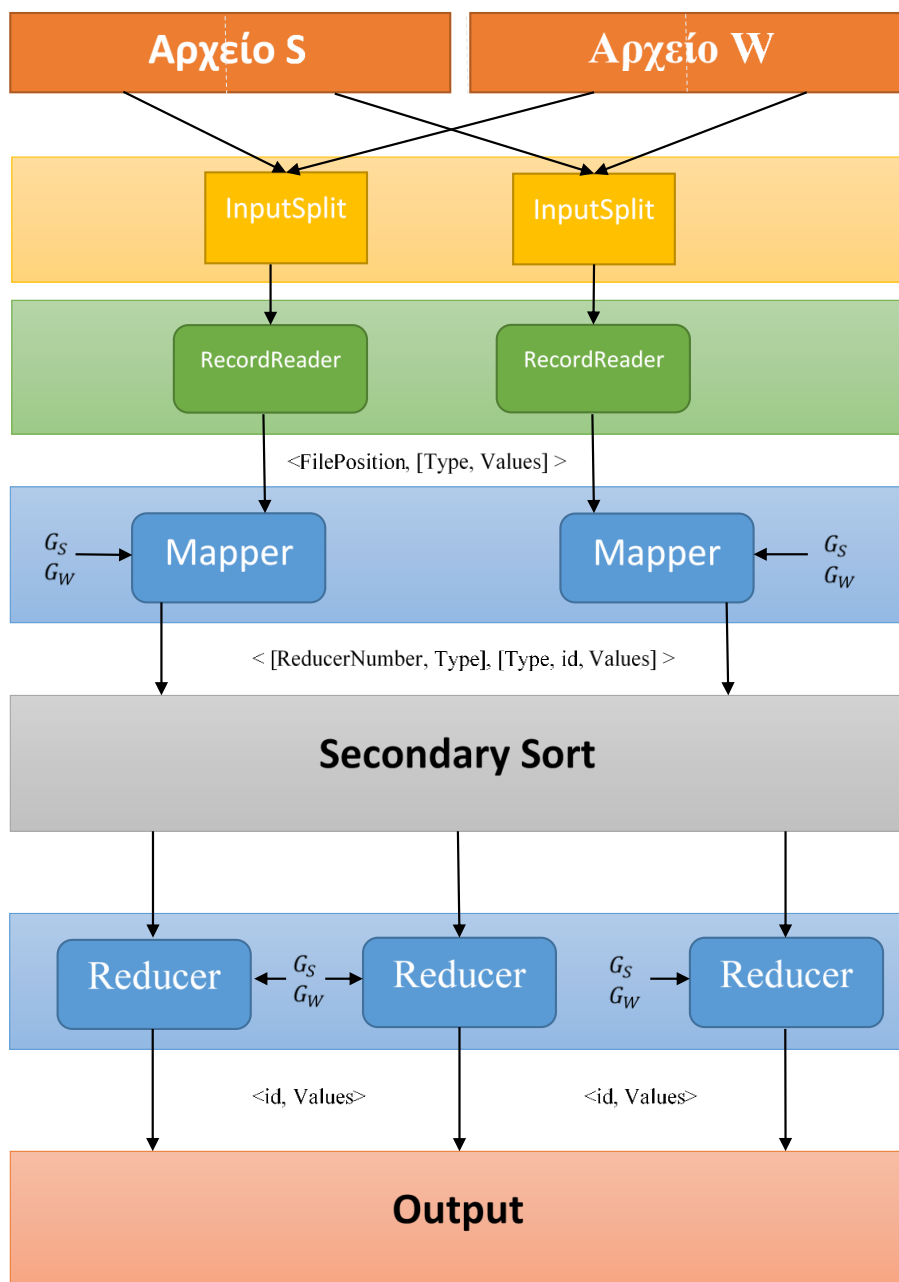 Αρχείο S
Αρχείο W
InputSplit
InputSplit
RecordReader
RecordReader
<FilePosition, [Type, Values] >
G_S
G_W
Mapper
Mapper
G_S
G_W
< [ReducerNumber, Type], [Type, id, Values] >
Secondary Sort
Reducer
G_S
G_W
Reducer
G_S
G_W
Reducer
<id, Values>
<id, Values>
Output